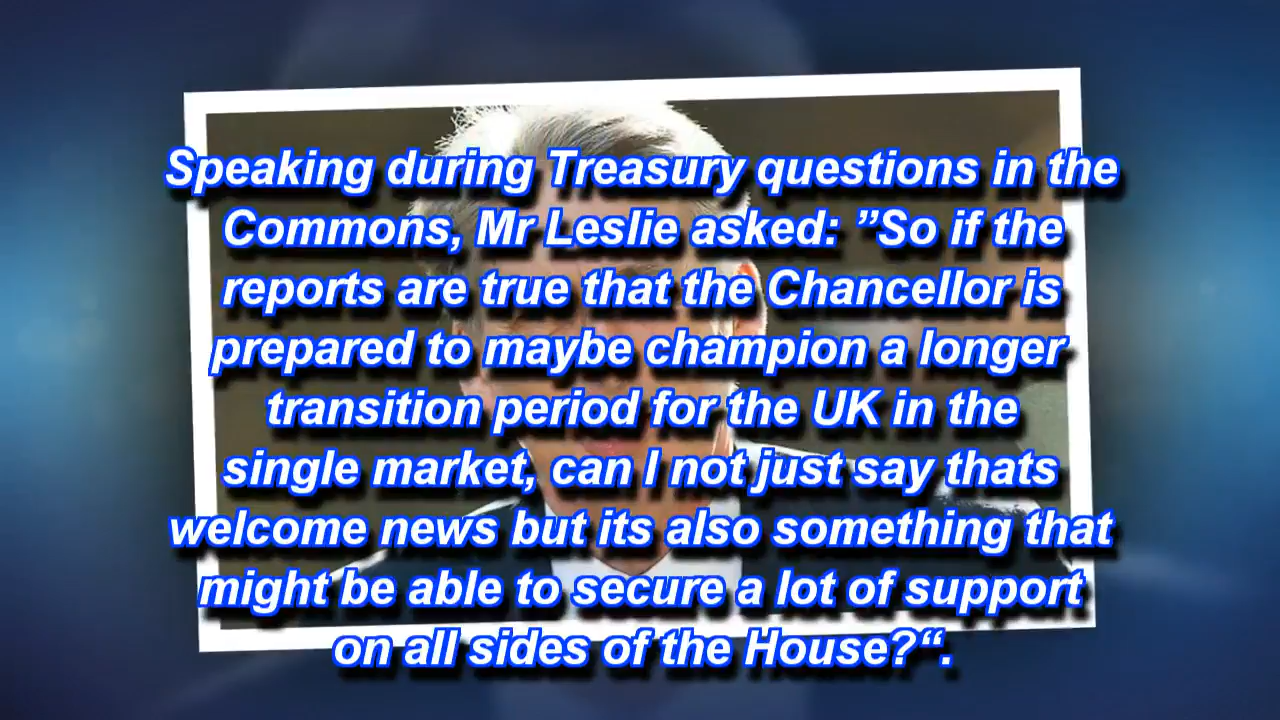 Speaking during Treasury questions in the
Commons, Mr Leslie asked: ”So if the
reports are true that the Chancellor is
prepared to maybe champion a longer
transition period for the UK in the
single market, can I not just say thats
welcome news but its also something that
might be able to secure a lot of support
on all sides of the House?“.